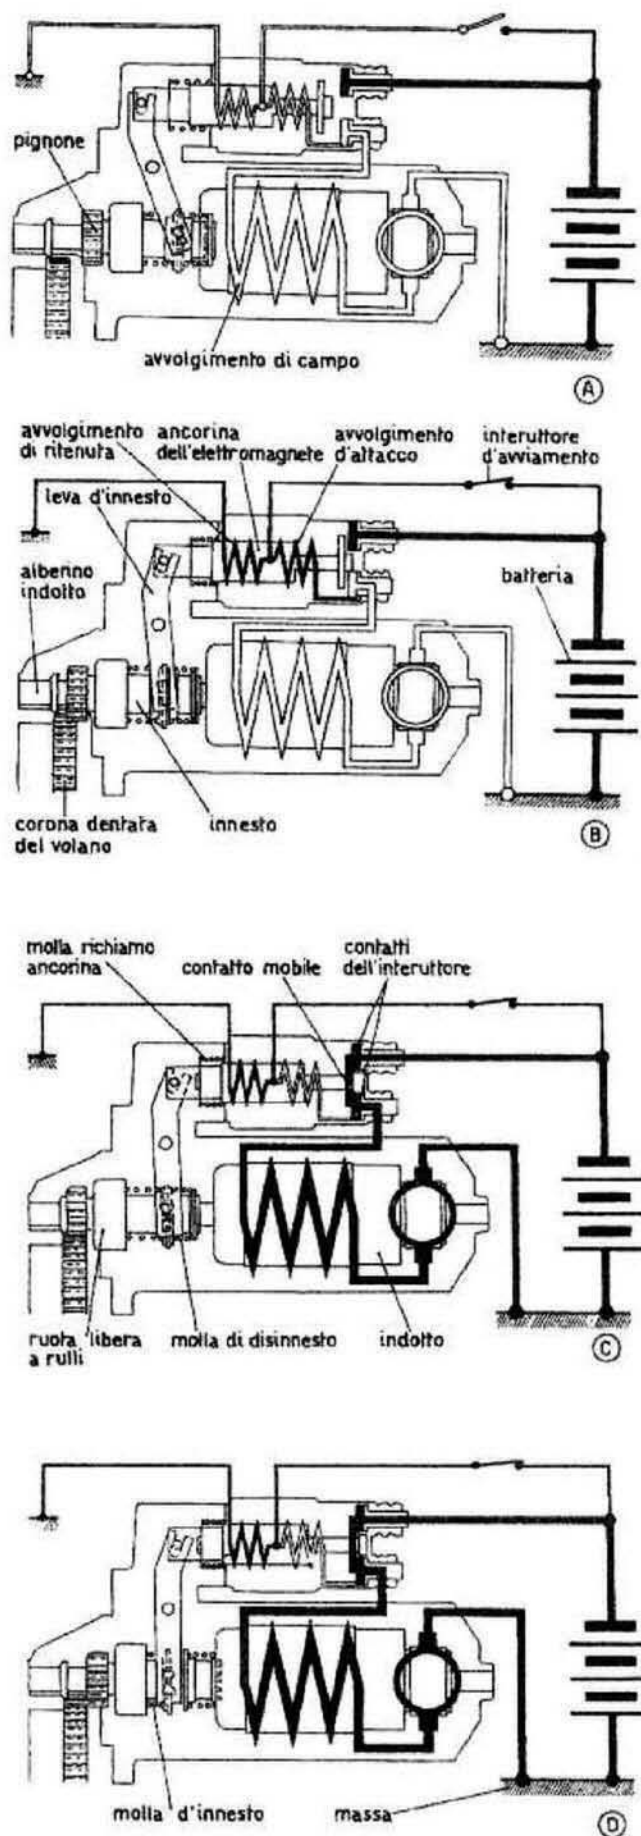 pignone
avvolgimento di campo
A
avvolgimento
di ritenuta
ancorina
dell'elettromagnete
avvolgimento
d'attacco
interuttore
d'avviamento
leva d'innesto
alberino
indotto
batteria
corona dentata
del volano
innesto
B
molla richiamo
ancorina
contatto mobile
contatti
dell'interuttore
ruota libera
a rulli
molla di disinnesto
indotto
C
molla d'innesto
massa
D